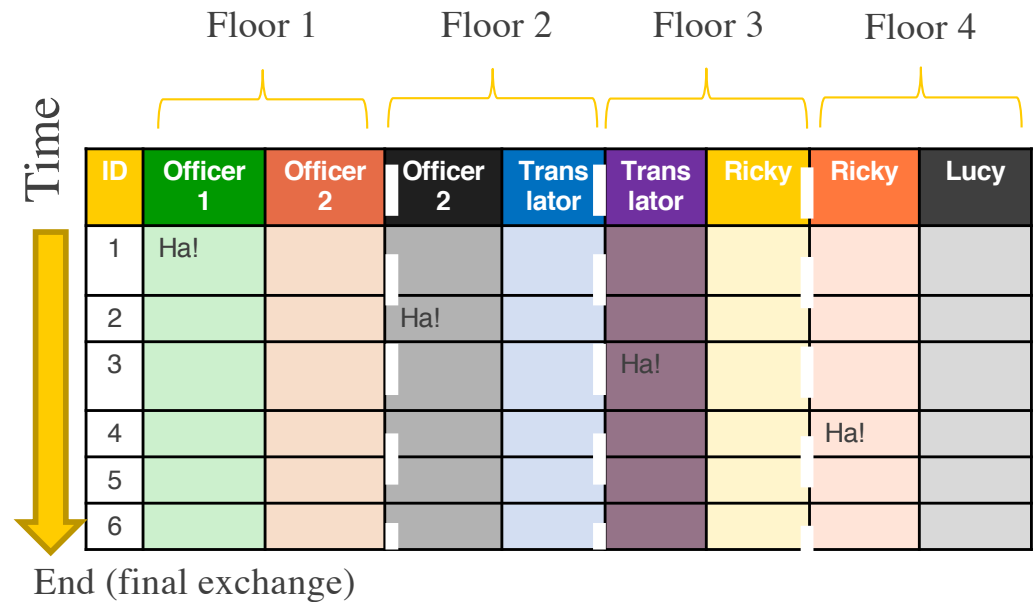 Floor 1 Floor 2 Floor 3 Floor 4
Time
ID Officer 1 Officer 2 Officer 2 Trans lator Trans lator Ricky Ricky Lucy
1 Ha!
2 Ha!
3 Ha!
4 Ha!
5
6
End (final exchange)